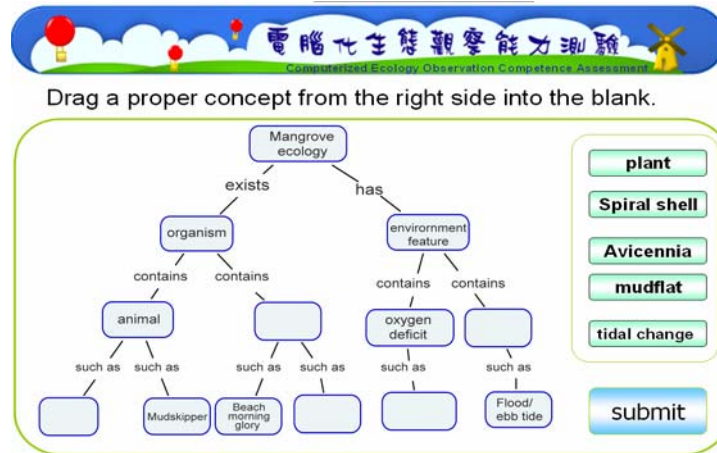 電腦化生態觀察能力測驗
Computerized Ecology Observation Competence Assessment
Drag a proper concept from the right side into the blank.
Mangrove
ecology
exists
has
organism
envirornment
feature
contains
contains
contains
contains
animal
oxygen
deficit
such as
such as
such as
such as
such as
such as
Mudskipper
Beach
morning
glory
Flood/
ebb tide
plant
Spiral shell
Avicennia
mudflat
tidal change
submit